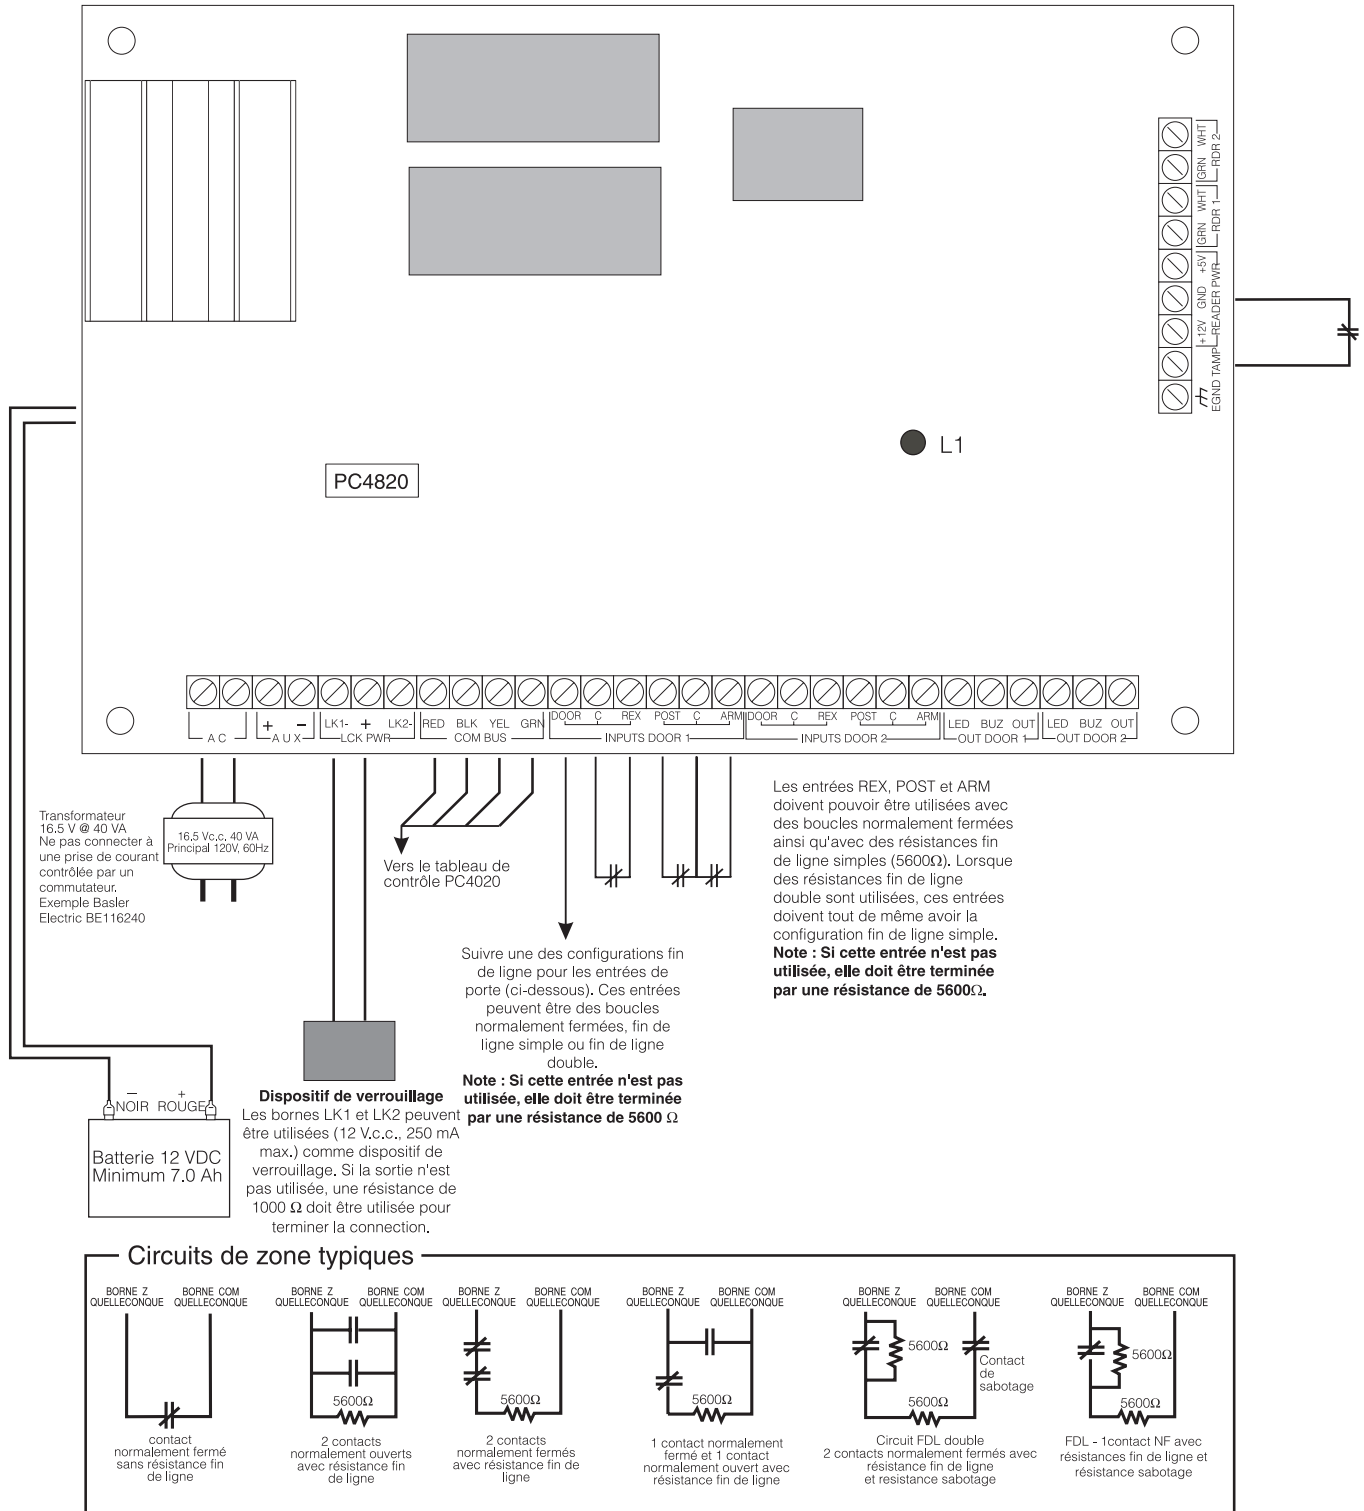 WHT
GRN
RDR 2
WHT
GRN
RDR 1
+5V
GND
+12V
READER PWR
TAMP
EGND
L1
PC4820
LK1- + LK2- RED BLK YEL GRN DOOR C REX POST C ARM DOOR C REX POST C ARM LED BUZ OUT LED BUZ OUT
+ −
A C A U X LCK PWR COM BUS INPUTS DOOR 1 INPUTS DOOR 2 OUT DOOR 1 OUT DOOR 2
Transformateur
16.5 V @ 40 VA
Ne pas connecter à
une prise de courant
contrôlée par un
commutateur.
Exemple Basler
Electric BE116240
16.5 Vc.c. 40 VA
Principal 120V, 60Hz
Vers le tableau de
contrôle PC4020
Les entrées REX, POST et ARM
doivent pouvoir être utilisées avec
des boucles normalement fermées
ainsi qu'avec des résistances fin
de ligne simples (5600Ω). Lorsque
des résistances fin de ligne
double sont utilisées, ces entrées
doivent tout de même avoir la
configuration fin de ligne simple.
Note : Si cette entrée n'est pas
utilisée, elle doit être terminée
par une résistance de 5600Ω.
Suivre une des configurations fin
de ligne pour les entrées de
porte (ci-dessous). Ces entrées
peuvent être des boucles
normalement fermées, fin de
ligne simple ou fin de ligne
double.
Note : Si cette entrée n'est pas
utilisée, elle doit être terminée
par une résistance de 5600 Ω
Dispositif de verrouillage
Les bornes LK1 et LK2 peuvent
être utilisées (12 V.c.c., 250 mA
max.) comme dispositif de
verrouillage. Si la sortie n'est
pas utilisée, une résistance de
1000 Ω doit être utilisée pour
terminer la connection.
− +
NOIR ROUGE
Batterie 12 VDC
Minimum 7.0 Ah
Circuits de zone typiques
BORNE Z
QUELLECONQUE
BORNE COM
QUELLECONQUE
contact
normalement fermé
sans résistance fin
de ligne
BORNE Z
QUELLECONQUE
BORNE COM
QUELLECONQUE
5600Ω
2 contacts
normalement ouverts
avec résistance fin
de ligne
BORNE Z
QUELLECONQUE
BORNE COM
QUELLECONQUE
5600Ω
2 contacts
normalement fermés
avec résistance fin de
ligne
BORNE Z
QUELLECONQUE
BORNE COM
QUELLECONQUE
5600Ω
1 contact normalement
fermé et 1 contact
normalement ouvert avec
résistance fin de ligne
BORNE Z
QUELLECONQUE
BORNE COM
QUELLECONQUE
5600Ω
Contact
de
sabotage
5600Ω
Circuit FDL double
2 contacts normalement fermés avec
résistance fin de ligne
et resistance sabotage
BORNE Z
QUELLECONQUE
BORNE COM
QUELLECONQUE
5600Ω
5600Ω
FDL - 1contact NF avec
résistances fin de ligne et
résistance sabotage